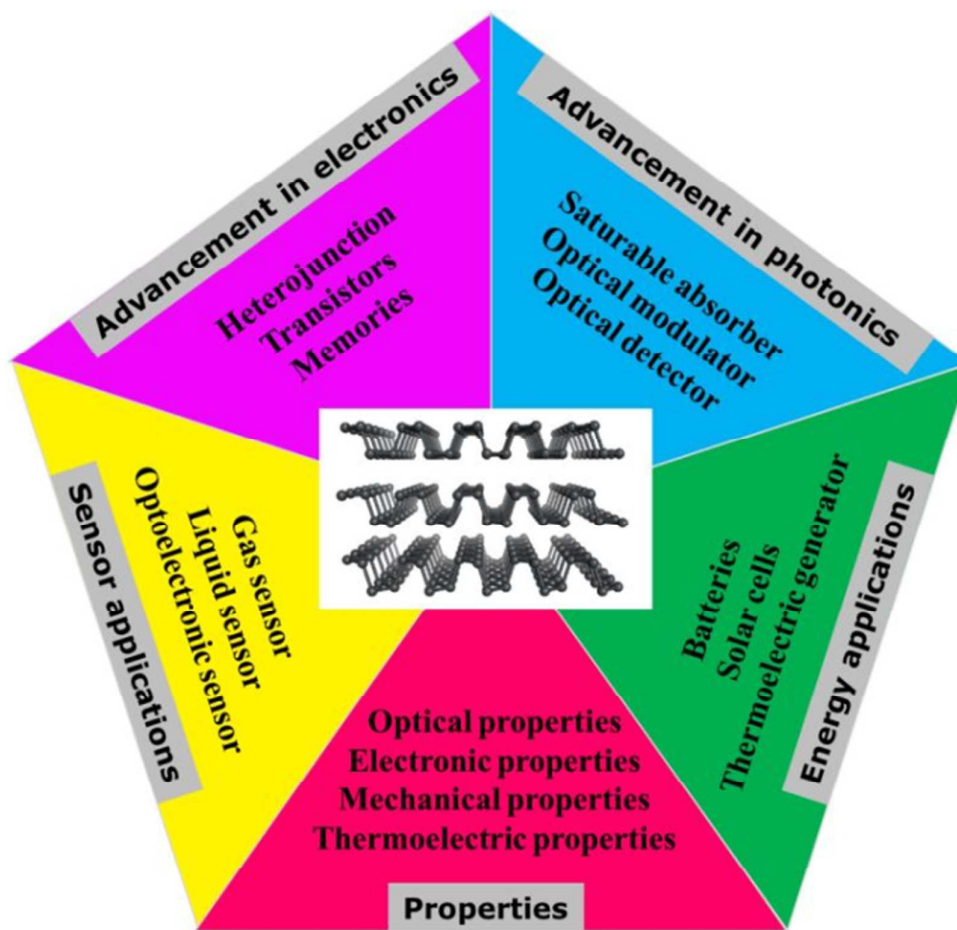 Advancement in electronics
Heterojunction
Transistors
Memories
Advancement in photonics
Saturable absorber
Optical modulator
Optical detector
Sensor applications
Optoelectronic sensor
Liquid sensor
Gas sensor
Batteries
Solar cells
Thermoelectric generator
Energy applications
Optical properties
Electronic properties
Mechanical properties
Thermoelectric properties
Properties